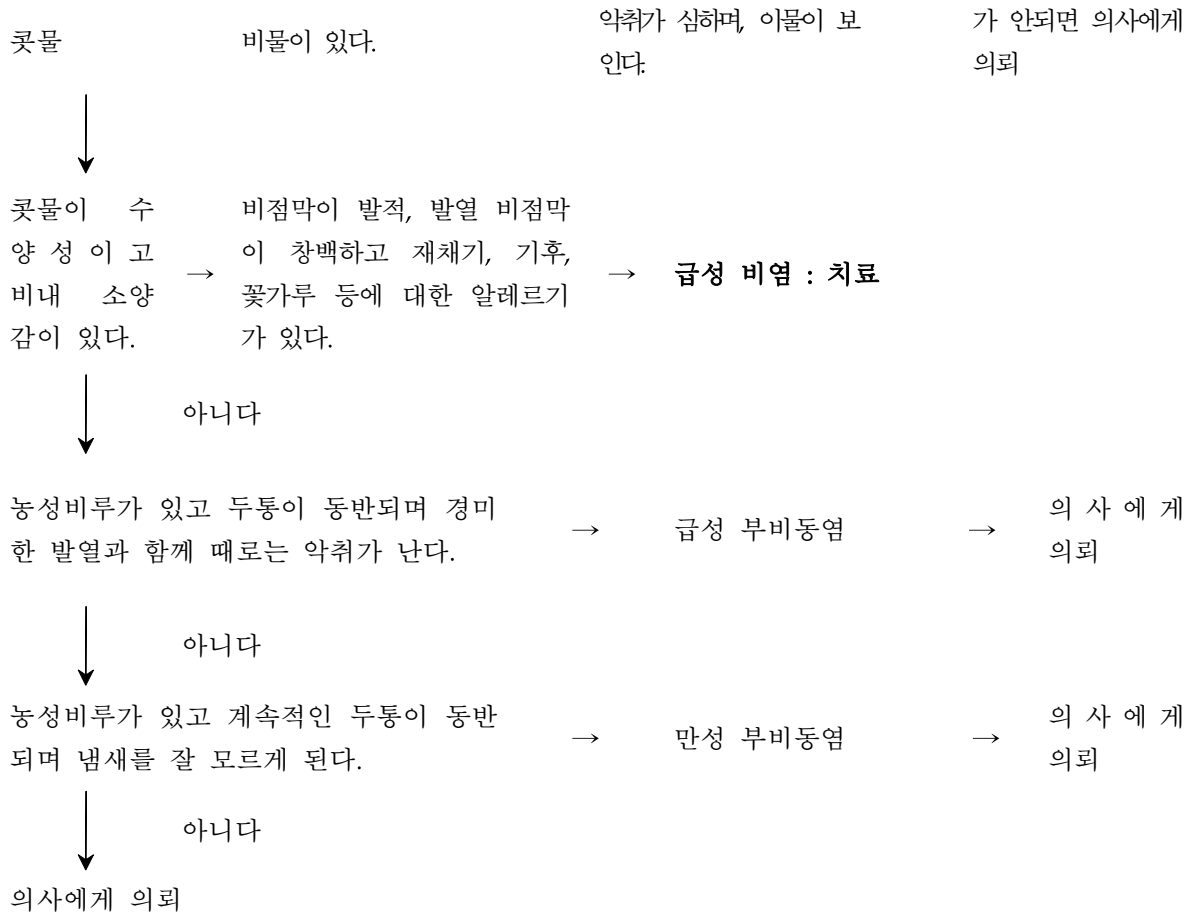 콧물
비물이 있다.
악취가 심하며, 이물이 보
인다.
가 안되면 의사에게
의뢰
콧물이 수
양 성 이 고
비내 소양
감이 있다.
→
비점막이 발적, 발열 비점막
이 창백하고 재채기, 기후,
꽃가루 등에 대한 알레르기
가 있다.
→
급성 비염 : 치료
아니다
농성비루가 있고 두통이 동반되며 경미
한 발열과 함께 때로는 악취가 난다.
→
급성 부비동염
→
의 사 에 게
의뢰
아니다
농성비루가 있고 계속적인 두통이 동반
되며 냄새를 잘 모르게 된다.
→
만성 부비동염
→
의 사 에 게
의뢰
아니다
의사에게 의뢰